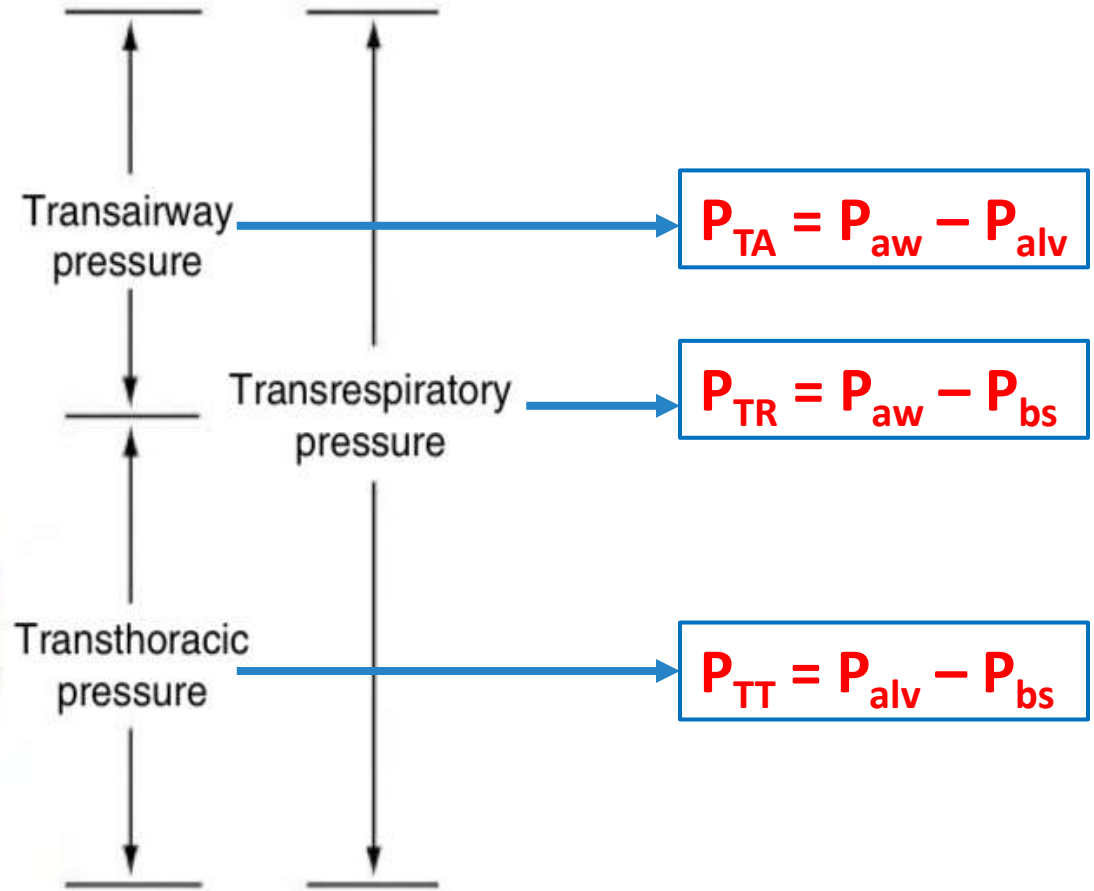 Transairway
pressure
P_TA = P_aw – P_alv
Transrespiratory
pressure
P_TR = P_aw – P_bs
Transthoracic
pressure
P_TT = P_alv – P_bs